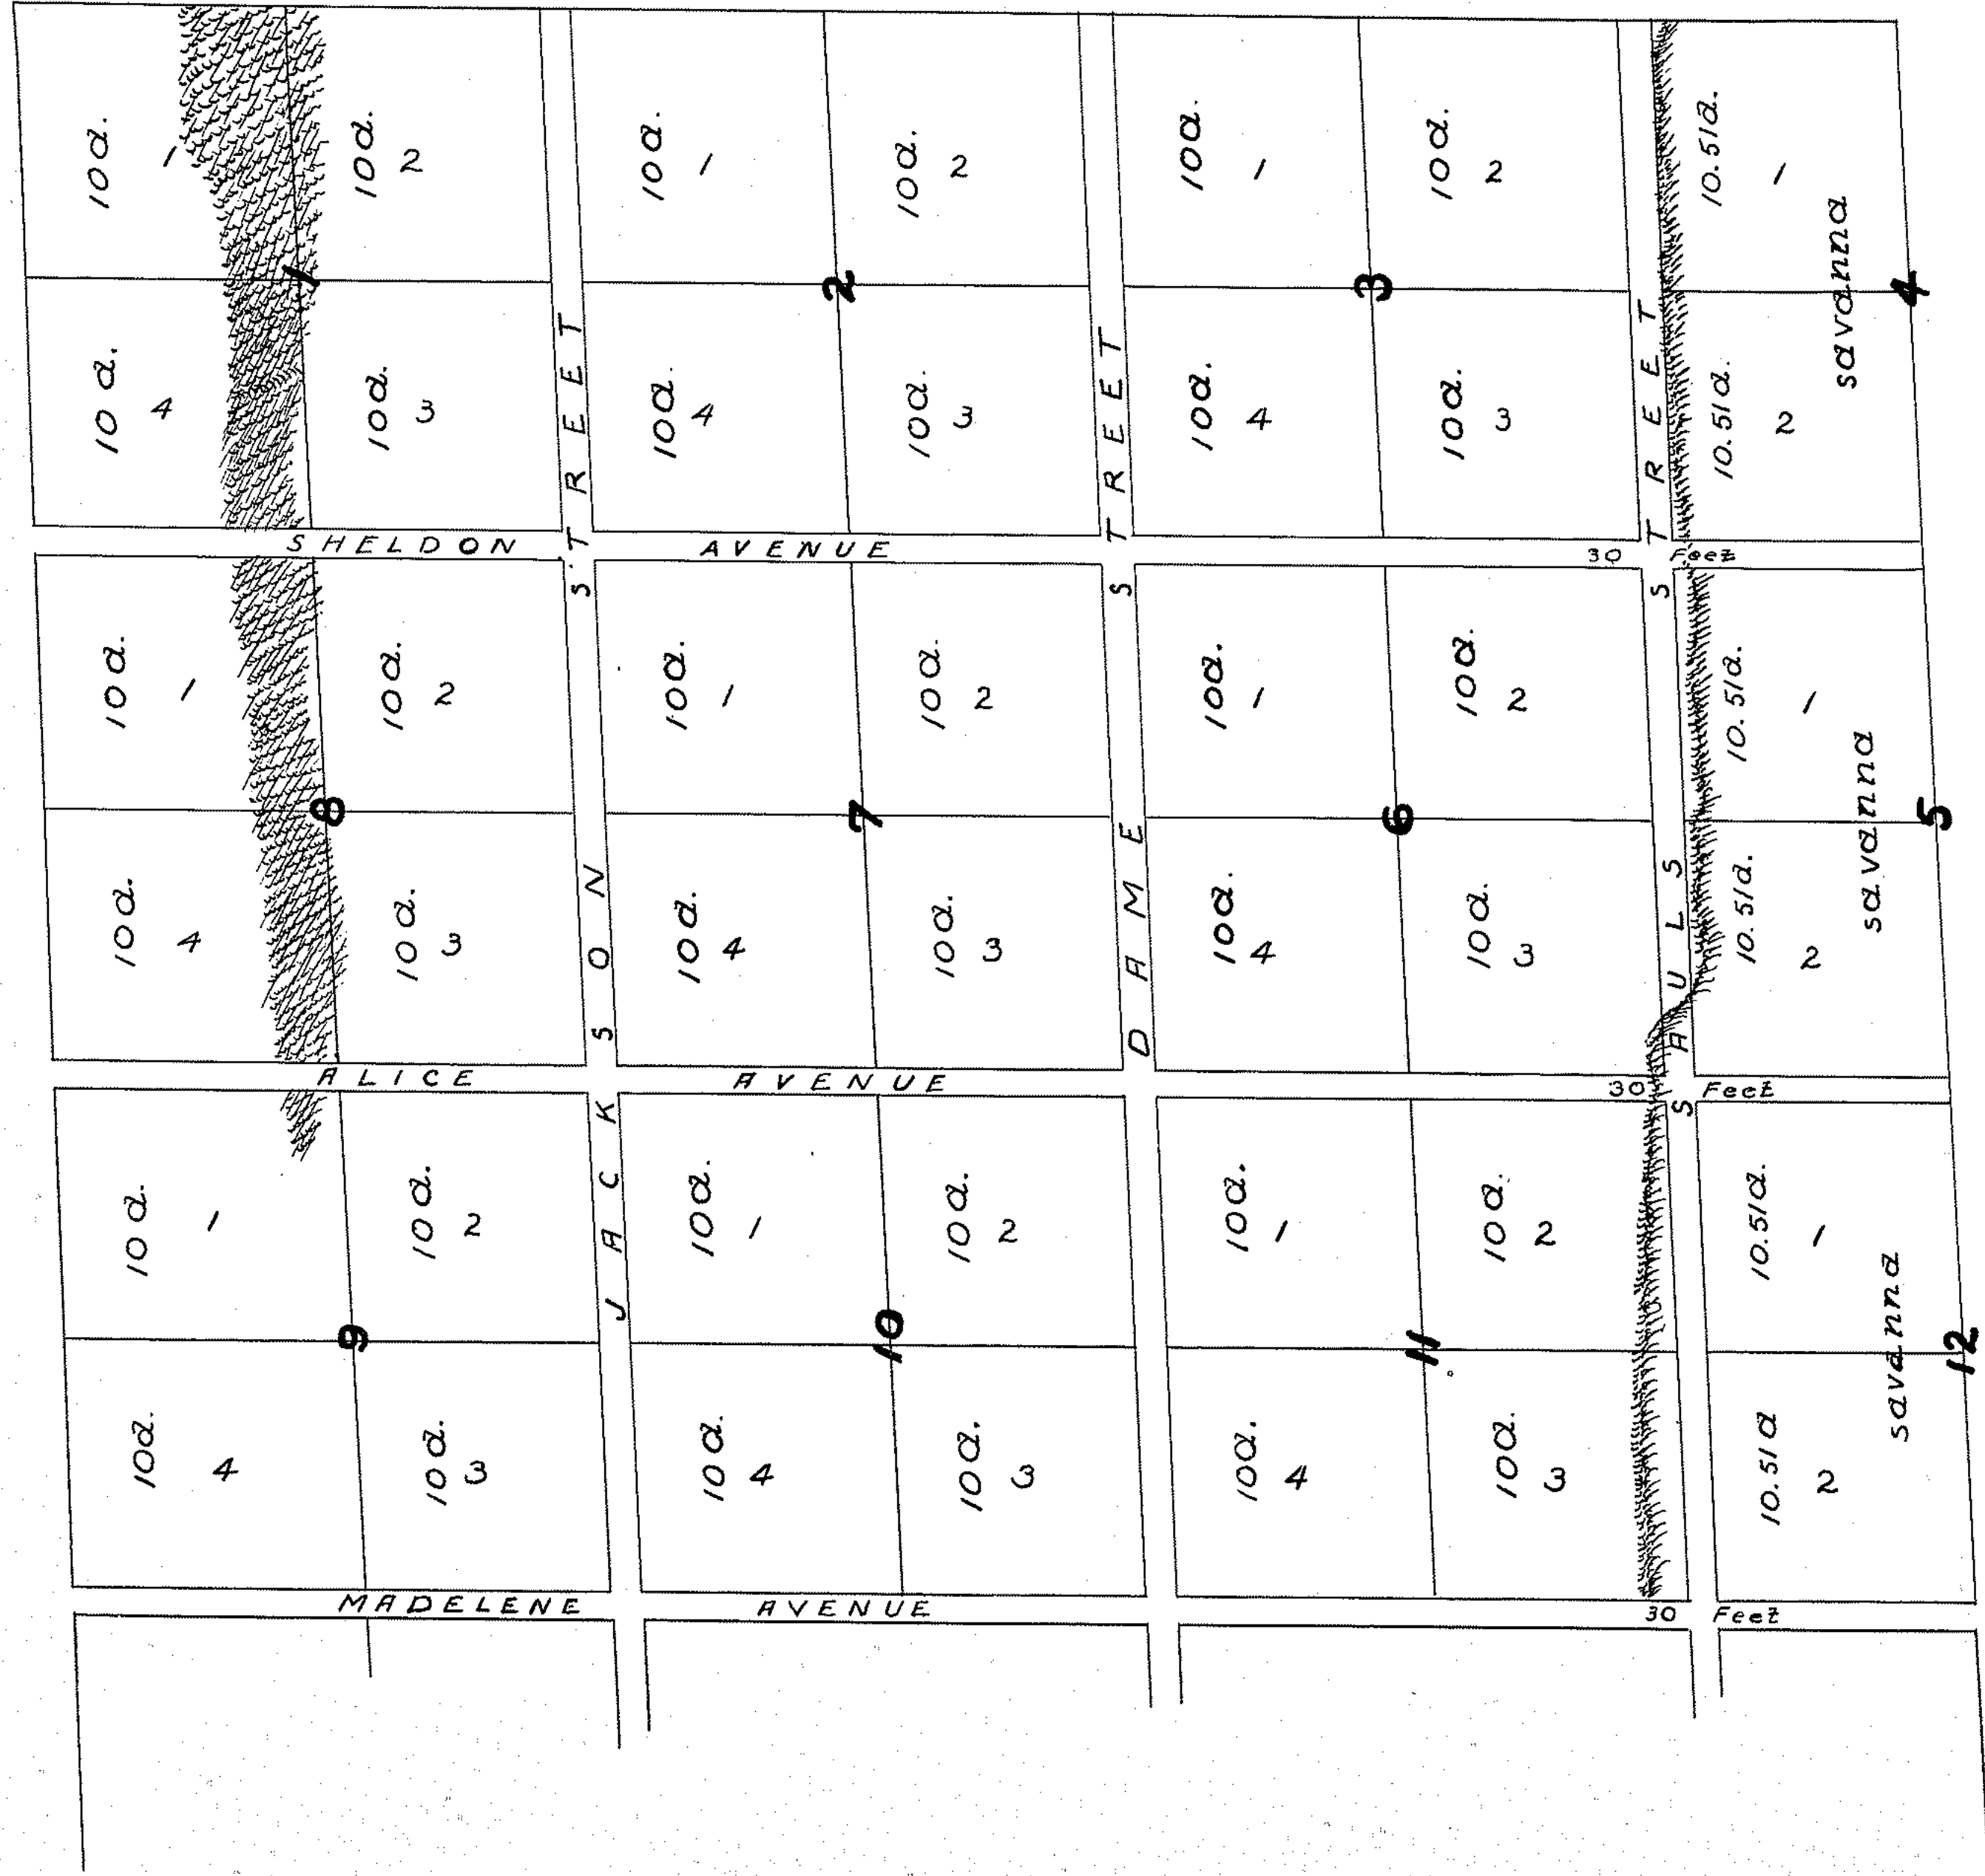 10a. 10a. 10a. 10a. 10a. 10a. 10.51a.
1 2 1 2 1 2 1
savanna
1 2 3 4
10a. 10a. 10a. 10a. 10a. 10a. 10.51a.
4 3 4 3 4 3 2
SHELDON AVENUE 30 Feet
10a. 10a. 10a. 10a. 10a. 10a. 10.51a.
1 2 1 2 1 2 1
savanna
8 7 6 5
10a. 10a. 10a. 10a. 10a. 10a. 10.51a.
4 3 4 3 4 3 2
ALICE AVENUE 30 Feet
10a. 10a. 10a. 10a. 10a. 10a. 10.51a.
1 2 1 2 1 2 1
savanna
9 10 11 12
10a. 10a. 10a. 10a. 10a. 10a. 10.51a
4 3 4 3 4 3 2
MADELENE AVENUE 30 Feet
JACKSON STREET
DAME STREET
SAULS STREET